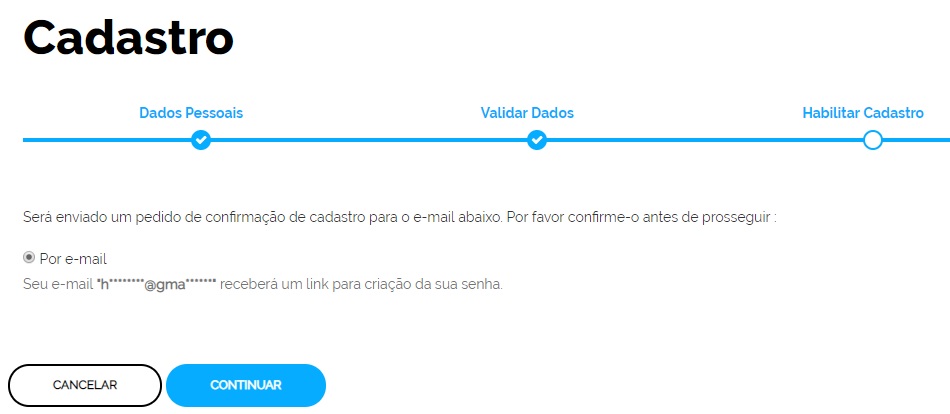 Cadastro
Dados Pessoais
Validar Dados
Habilitar Cadastro
Será enviado um pedido de confirmação de cadastro para o e-mail abaixo. Por favor confirme-o antes de prosseguir :
Por e-mail
Seu e-mail "h********@gma*******" receberá um link para criação da sua senha.
CANCELAR
CONTINUAR